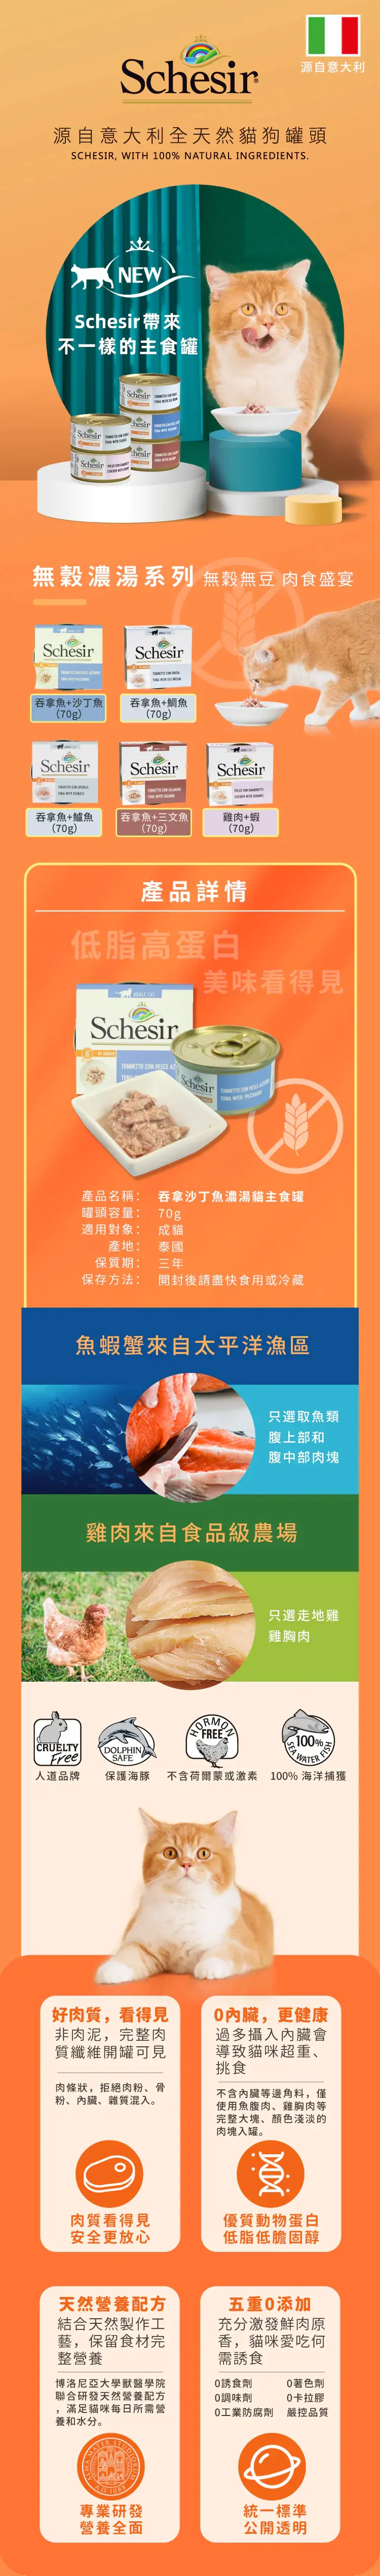 源自意大利
Schesir
源自意大利全天然貓狗罐頭
SCHESIR, WITH 100% NATURAL INGREDIENTS.
NEW
Schesir帶來
不一樣的主食罐
Schesir
Schesir
Schesir
Schesir
無穀濃湯系列 無穀無豆 肉食盛宴
Schesir
Schesir
吞拿魚+沙丁魚
(70g)
吞拿魚+鯛魚
(70g)
Schesir
Schesir
Schesir
吞拿魚+鱸魚
(70g)
吞拿魚+三文魚
(70g)
雞肉+蝦
(70g)
產品詳情
低脂高蛋白
美味看得見
Schesir
Schesir
產品名稱： 吞拿沙丁魚濃湯貓主食罐
罐頭容量： 70g
適用對象： 成貓
產地： 泰國
保質期： 三年
保存方法： 開封後請盡快食用或冷藏
魚蝦蟹來自太平洋漁區
只選取魚類
腹上部和
腹中部肉塊
雞肉來自食品級農場
只選走地雞
雞胸肉
CRUELTY
Free
DOLPHIN
SAFE
HORMON
FREE
100%
SEA WATER FISH
人道品牌
保護海豚
不含荷爾蒙或激素
100% 海洋捕獲
好肉質，看得見
非肉泥，完整肉
質纖維開罐可見
肉條狀，拒絕肉粉、骨
粉、內臟、雜質混入。
肉質看得見
安全更放心
0內臟，更健康
過多攝入內臟會
導致貓咪超重、
挑食
不含內臟等邊角料，僅
使用魚腹肉、雞胸肉等
完整大塊、顏色淺淡的
肉塊入罐。
優質動物蛋白
低脂低膽固醇
天然營養配方
結合天然製作工
藝，保留食材完
整營養
博洛尼亞大學獸醫學院
聯合研發天然營養配方
，滿足貓咪每日所需營
養和水分。
專業研發
營養全面
五重0添加
充分激發鮮肉原
香，貓咪愛吃何
需誘食
0誘食劑 0著色劑
0調味劑 0卡拉膠
0工業防腐劑 嚴控品質
統一標準
公開透明